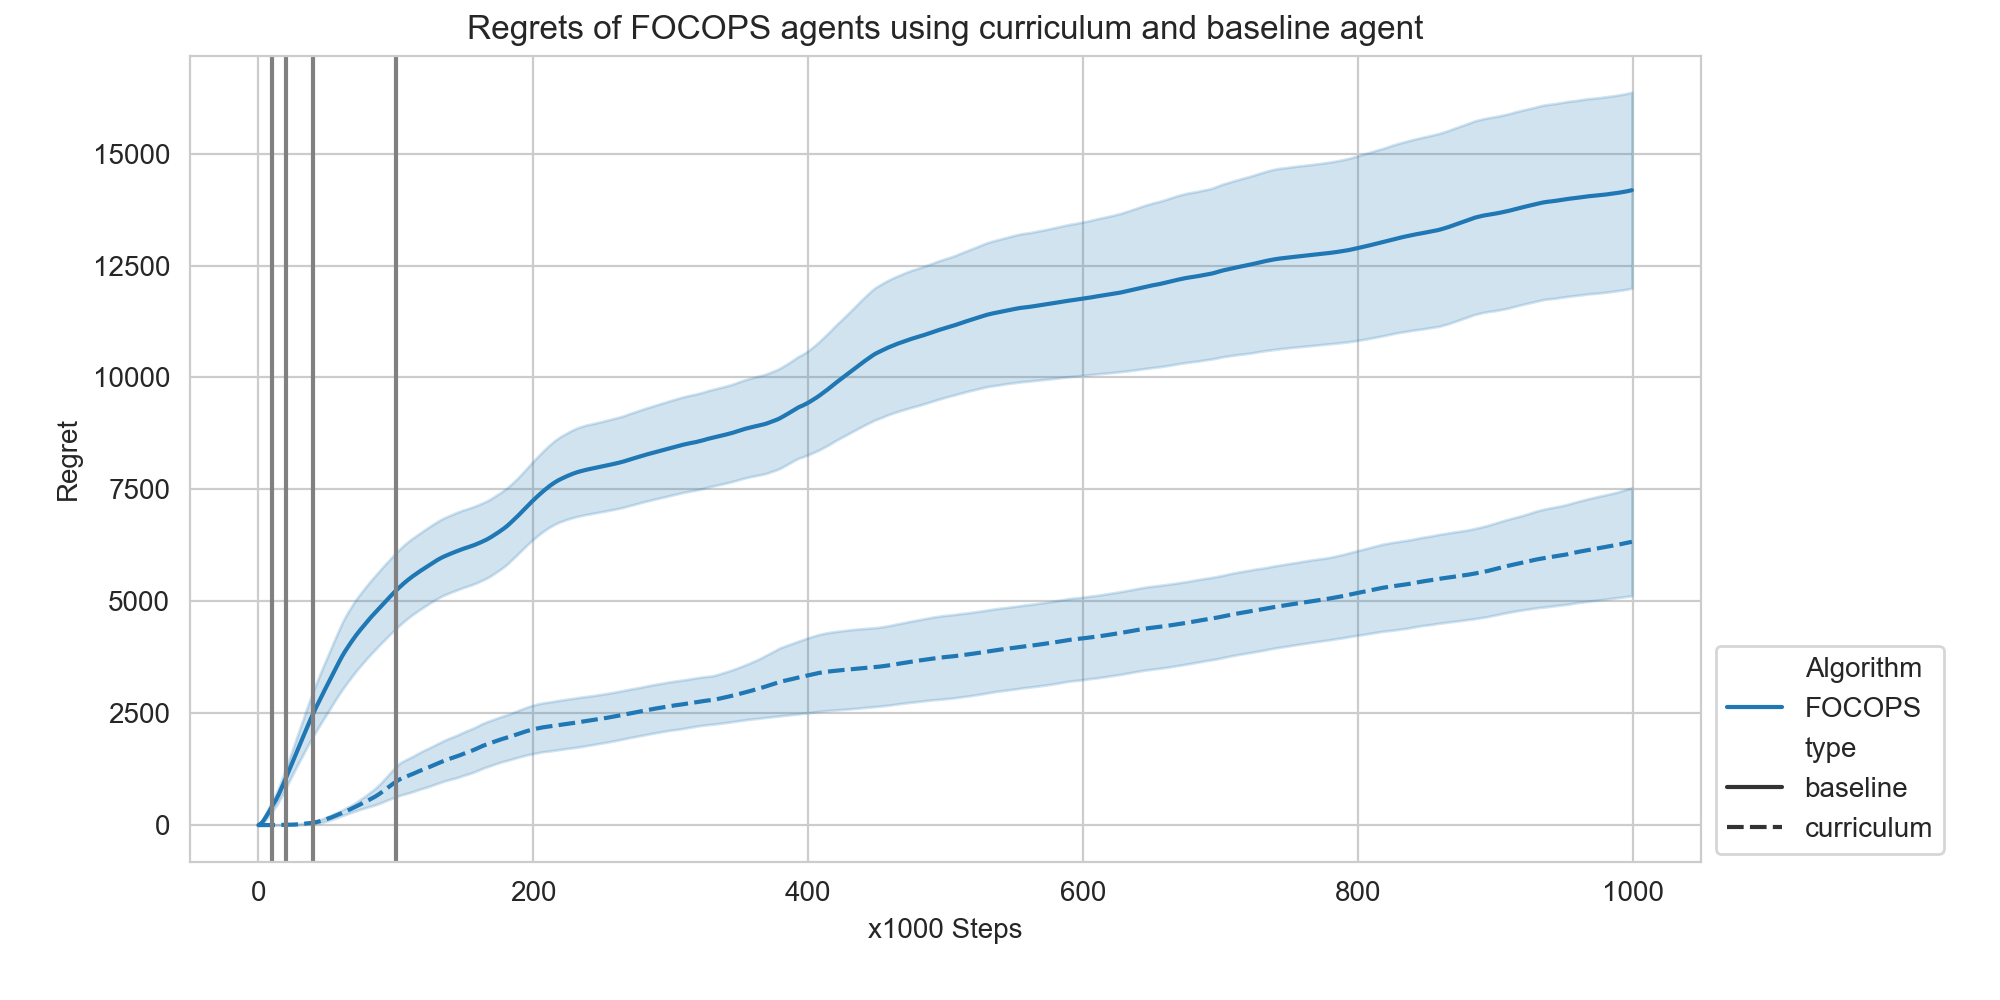 Regrets of FOCOPS agents using curriculum and baseline agent
15000
12500
10000
7500
5000
2500
0
Regret
0 200 400 600 800 1000
x1000 Steps
Algorithm
FOCOPS
type
baseline
curriculum